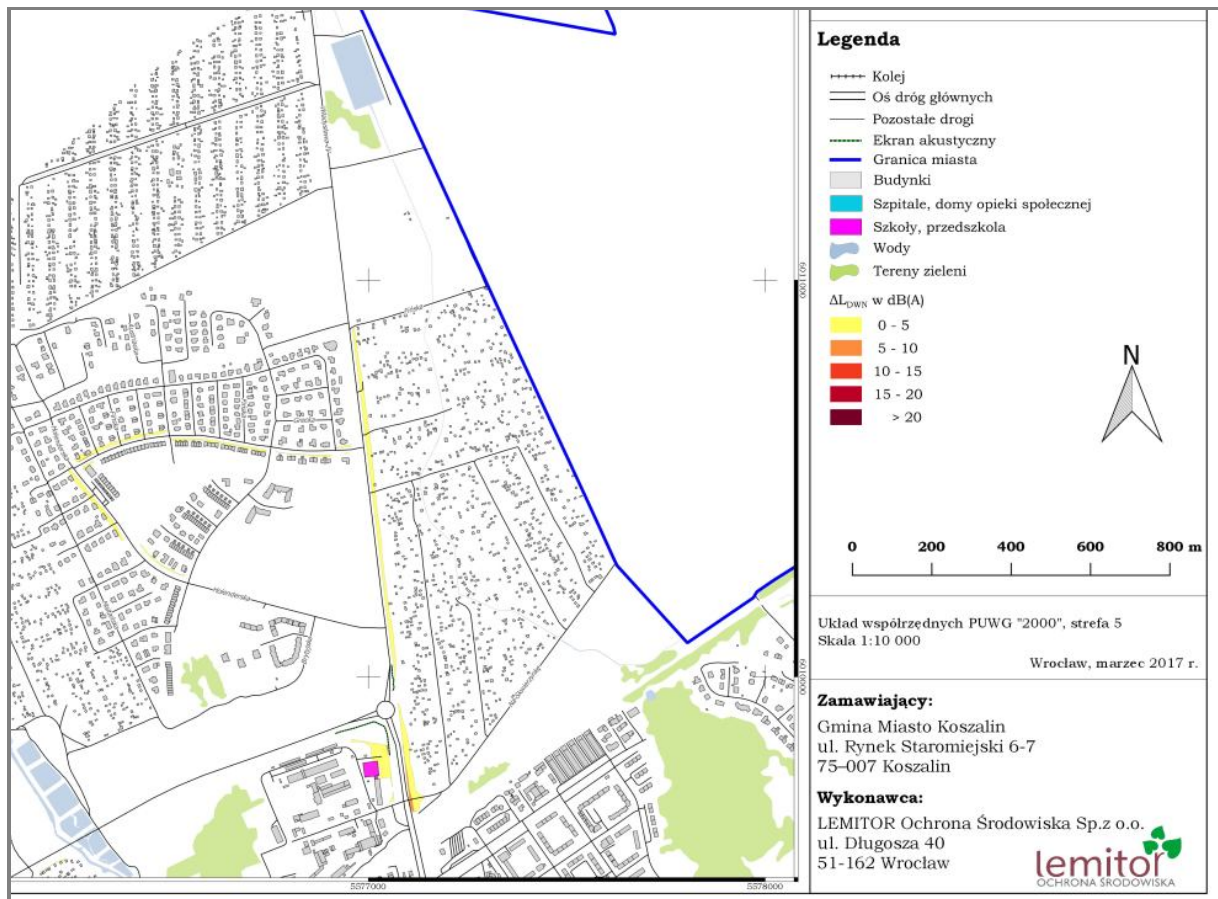 Legenda
Kolej
Oś dróg głównych
Pozostałe drogi
Ekran akustyczny
Granica miasta
Budynki
Szpitale, domy opieki społecznej
Szkoły, przedszkola
Wody
Tereny zieleni
ΔL_DWN w dB(A)
0 - 5
5 - 10
10 - 15
15 - 20
> 20
N
0 200 400 600 800 m
Układ współrzędnych PUWG "2000", strefa 5
Skala 1:10 000
Wrocław, marzec 2017 r.
Zamawiający:
Gmina Miasto Koszalin
ul. Rynek Staromiejski 6-7
75–007 Koszalin
Wykonawca:
LEMITOR Ochrona Środowiska Sp.z o.o.
ul. Długosza 40
51-162 Wrocław
lemitor
OCHRONA ŚRODOWISKA
Holenderska
6011000
6010000
5577000
5578000